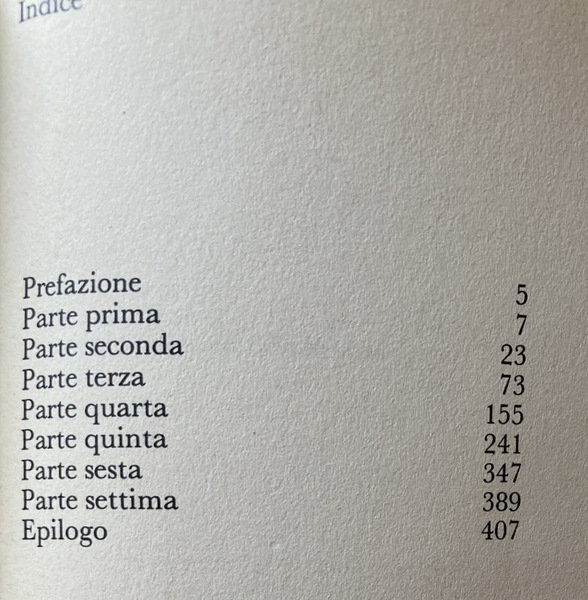 Indice
Prefazione 5
Parte prima 7
Parte seconda 23
Parte terza 73
Parte quarta 155
Parte quinta 241
Parte sesta 347
Parte settima 389
Epilogo 407